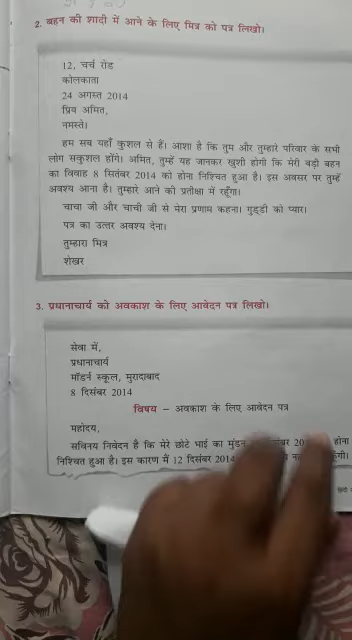 2. बहन की शादी में आने के लिए मित्र को पत्र लिखो।
12, चर्च रोड
कोलकाता
24 अगस्त 2014
प्रिय अमित,
नमस्ते।
हम सब यहाँ कुशल से हैं। आशा है कि तुम और तुम्हारे परिवार के सभी
लोग सकुशल होंगे। अमित, तुम्हें यह जानकर खुशी होगी कि मेरी बड़ी बहन
का विवाह 8 सितंबर 2014 को होना निश्चित हुआ है। इस अवसर पर तुम्हें
अवश्य आना है। तुम्हारे आने की प्रतीक्षा में रहूँगा।
चाचा जी और चाची जी से मेरा प्रणाम कहना। गुड्डी को प्यार।
पत्र का उत्तर अवश्य देना।
तुम्हारा मित्र
शेखर
3. प्रधानाचार्य को अवकाश के लिए आवेदन पत्र लिखो।
सेवा में,
प्रधानाचार्य
मॉडर्न स्कूल, मुरादाबाद
8 दिसंबर 2014
विषय – अवकाश के लिए आवेदन पत्र
महोदय,
सविनय निवेदन है कि मेरे छोटे भाई का मुंडन होना
निश्चित हुआ है। इस कारण मैं 12 दिसंबर 2014